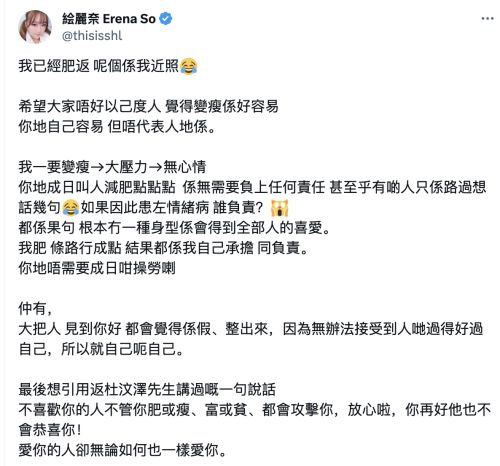 絵麗奈 Erena So
@thisisshl
我已經肥返 呢個係我近照😂
希望大家唔好以己度人 覺得變瘦係好容易
你地自己容易 但唔代表人地係。
我一要變瘦→大壓力→無心情
你地成日叫人減肥點點點 係無需要負上任何責任 甚至乎有啲人只係路過想
話幾句😂如果因此患左情緒病 誰負責？🙀
都係果句 根本冇一種身型係會得到全部人的喜愛。
我肥 條路行成點 結果都係我自己承擔 同負責。
你地唔需要成日咁操勞喇
仲有，
大把人 見到你好 都會覺得係假、整出來，因為無辦法接受到人哋過得好過
自己，所以就自己呃自己。
最後想引用返杜汶澤先生講過嘅一句說話
不喜歡你的人不管你肥或瘦、富或貧、都會攻擊你，放心啦，你再好他也不
會恭喜你！
愛你的人卻無論如何也一樣愛你。